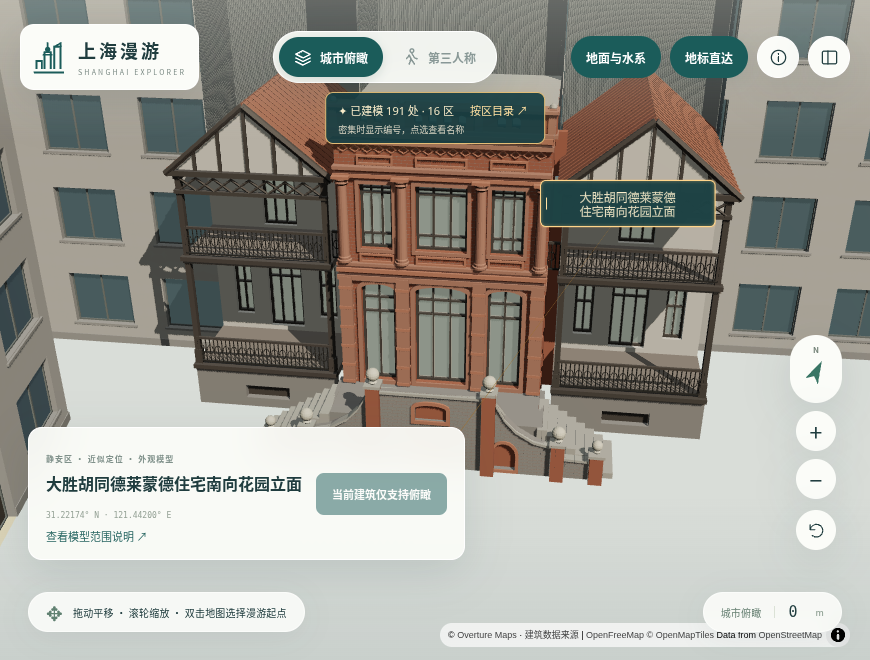 上海漫游
SHANGHAI EXPLORER
城市俯瞰
第三人称
地面与水系
地标直达
✦ 已建模 191 处 · 16 区 按区目录 ↗
密集时显示编号，点选查看名称
大胜胡同德莱蒙德
住宅南向花园立面
N
+
−
静安区 · 近似定位 · 外观模型
大胜胡同德莱蒙德住宅南向花园立面
当前建筑仅支持俯瞰
31.22174° N · 121.44200° E
查看模型范围说明 ↗
拖动平移 · 滚轮缩放 · 双击地图选择漫游起点
城市俯瞰 0 m
© Overture Maps · 建筑数据来源 | OpenFreeMap © OpenMapTiles Data from OpenStreetMap